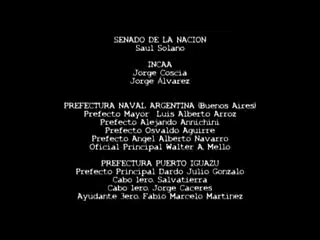 SENADO DE LA NACION
Saul Solano
INCAA
Jorge Coscia
Jorge Alvarez
PREFECTURA NAVAL ARGENTINA (Buenos Aires)
Prefecto Mayor Luis Alberto Arroz
Prefecto Alejando Annichini
Prefecto Osvaldo Aguirre
Prefecto Angel Alberto Navarro
Oficial Principal Walter A. Mello
PREFECTURA PUERTO IGUAZU
Prefecto Principal Dardo Julio Gonzalo
Cabo 1ero. Salvatierra
Cabo 1ero. Jorge Caceres
Ayudante 3ero. Fabio Marcelo Martinez